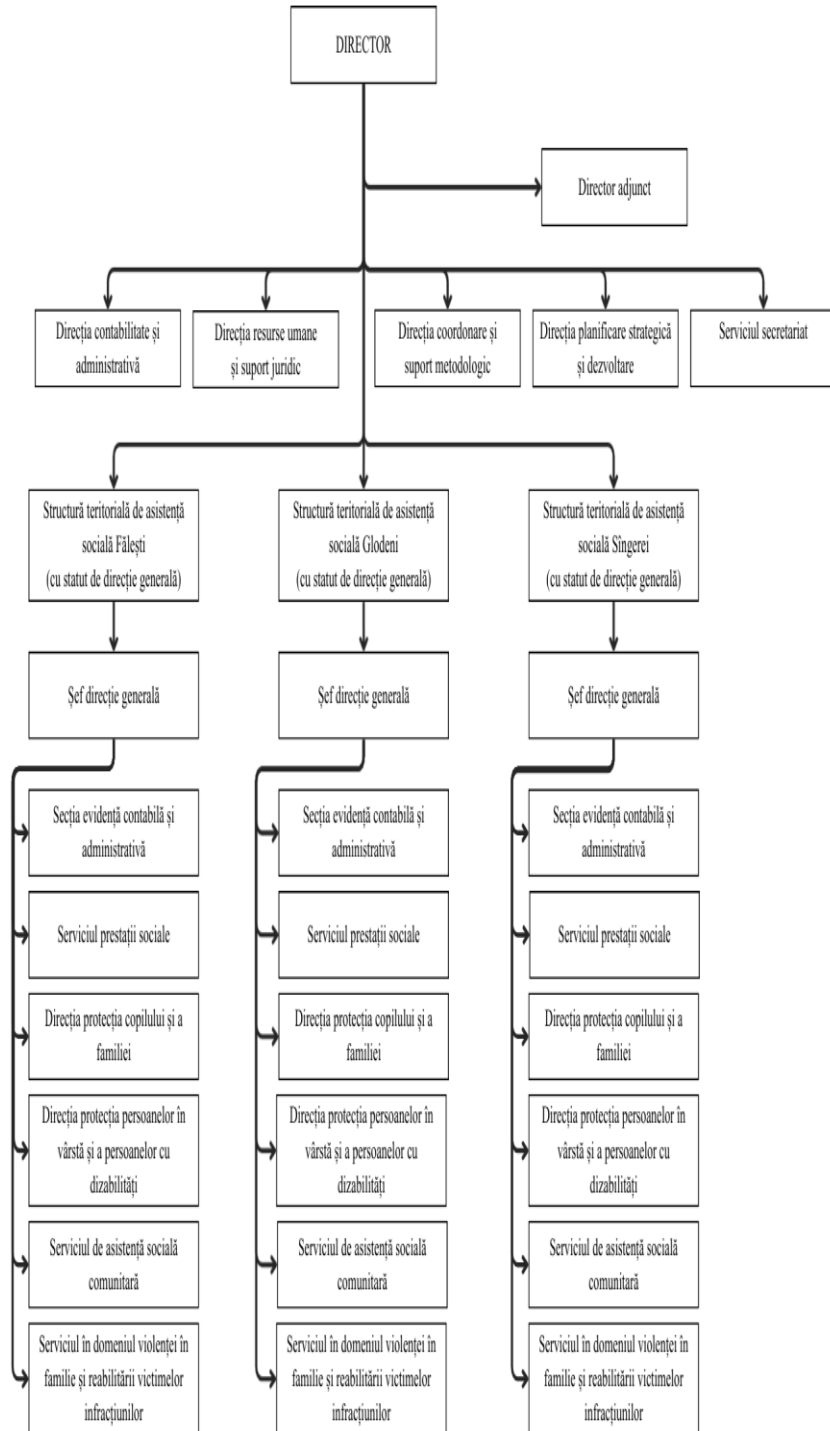 DIRECTOR
Director adjunct
Direcția contabilitate și
administrativă
Direcția resurse umane
și suport juridic
Direcția coordonare și
suport metodologic
Direcția planificare strategică
și dezvoltare
Serviciul secretariat
Structură teritorială de asistență
socială Fălești
(cu statut de direcție generală)
Structură teritorială de asistență
socială Glodeni
(cu statut de direcție generală)
Structură teritorială de asistență
socială Sîngerei
(cu statut de direcție generală)
Șef direcție generală
Șef direcție generală
Șef direcție generală
Secția evidență contabilă și
administrativă
Secția evidență contabilă și
administrativă
Secția evidență contabilă și
administrativă
Serviciul prestații sociale
Serviciul prestații sociale
Serviciul prestații sociale
Direcția protecția copilului și a
familiei
Direcția protecția copilului și a
familiei
Direcția protecția copilului și a
familiei
Direcția protecția persoanelor în
vârstă și a persoanelor cu
dizabilități
Direcția protecția persoanelor în
vârstă și a persoanelor cu
dizabilități
Direcția protecția persoanelor în
vârstă și a persoanelor cu
dizabilități
Serviciul de asistență socială
comunitară
Serviciul de asistență socială
comunitară
Serviciul de asistență socială
comunitară
Serviciul în domeniul violenței în
familie și reabilitării victimelor
infracțiunilor
Serviciul în domeniul violenței în
familie și reabilitării victimelor
infracțiunilor
Serviciul în domeniul violenței în
familie și reabilitării victimelor
infracțiunilor